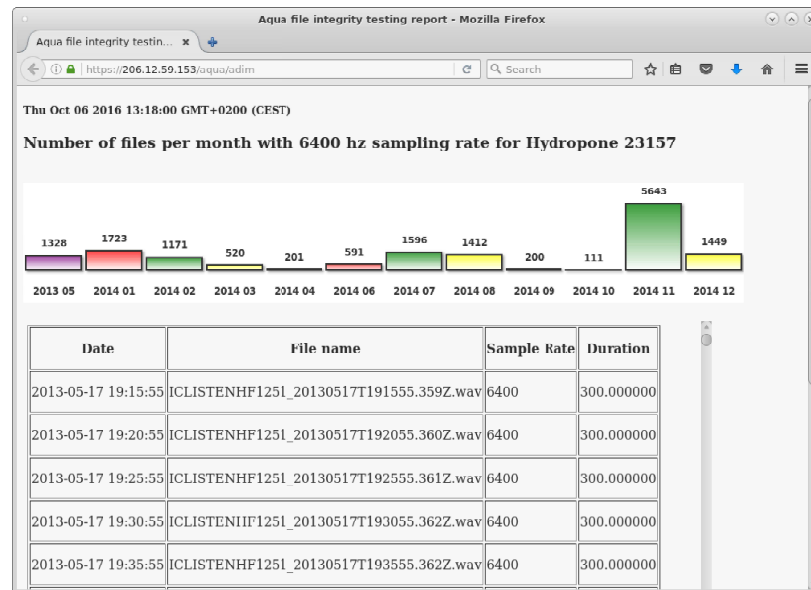 Aqua file integrity testing report - Mozilla Firefox
Aqua file integrity testin...
https://206.12.59.153/aqua/adim
Search
Thu Oct 06 2016 13:18:00 GMT+0200 (CEST)
Number of files per month with 6400 hz sampling rate for Hydropone 23157
1328 1723 1171 520 201 591 1596 1412 200 111 5643 1449
2013 05 2014 01 2014 02 2014 03 2014 04 2014 06 2014 07 2014 08 2014 09 2014 10 2014 11 2014 12
Date File name Sample Rate Duration
2013-05-17 19:15:55 ICLISTENHF1251_20130517T191555.359Z.wav 6400 300.000000
2013-05-17 19:20:55 ICLISTENHF1251_20130517T192055.360Z.wav 6400 300.000000
2013-05-17 19:25:55 ICLISTENHF1251_20130517T192555.361Z.wav 6400 300.000000
2013-05-17 19:30:55 ICLISTENHF1251_20130517T193055.362Z.wav 6400 300.000000
2013-05-17 19:35:55 ICLISTENHF1251_20130517T193555.362Z.wav 6400 300.000000